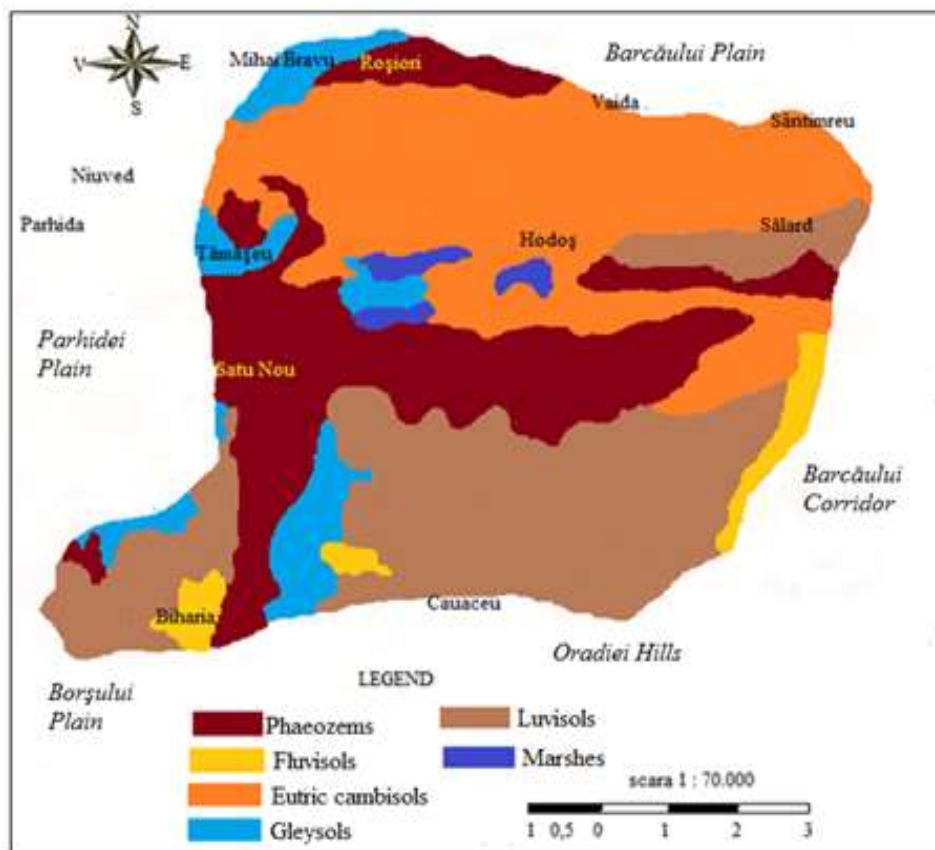 N
V
E
S
Mihai Bravu
Roşiori
Barcăului Plain
Vaida
Sântimreu
Niuved
Parhida
Sălard
Hodoş
Tămaşeu
Parhidei
Plain
Satu Nou
Barcăului
Corridor
Cauaceu
Biharia
Oradiei Hills
Borşului
Plain
LEGEND
Phaeozems
Fluvisols
Eutric cambisols
Gleysols
Luvisols
Marshes
scara 1 : 70.000
1 0,5 0 1 2 3